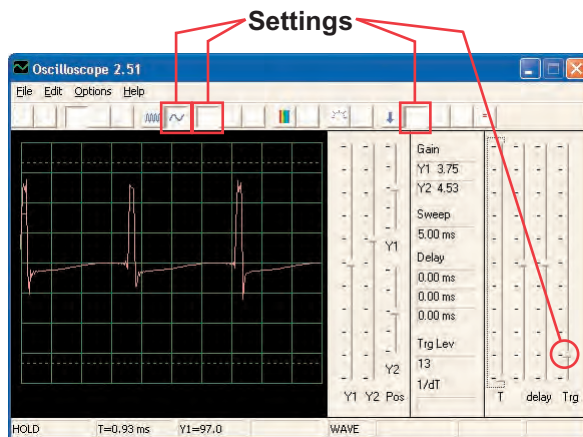 Settings
Oscilloscope 2.51
File Edit Options Help
Gain
Y1 3.75
Y2 4.53
Sweep
5.00 ms
Delay
0.00 ms
0.00 ms
0.00 ms
Trg Lev
13
1/dT
Y1
Y2
Y1 Y2 Pos
T delay Trg
HOLD T=0.93 ms Y1=97.0 WAVE